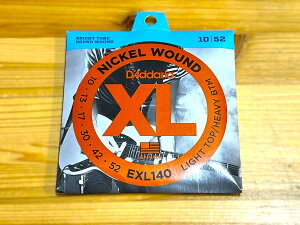 BRIGHT TONE
ROUND WOUND
10|52
NICKEL WOUND
D'Addario
XL
10 · 13 · 17 · 30 · 42 · 52
EXL140
LIGHT TOP/HEAVY BTM